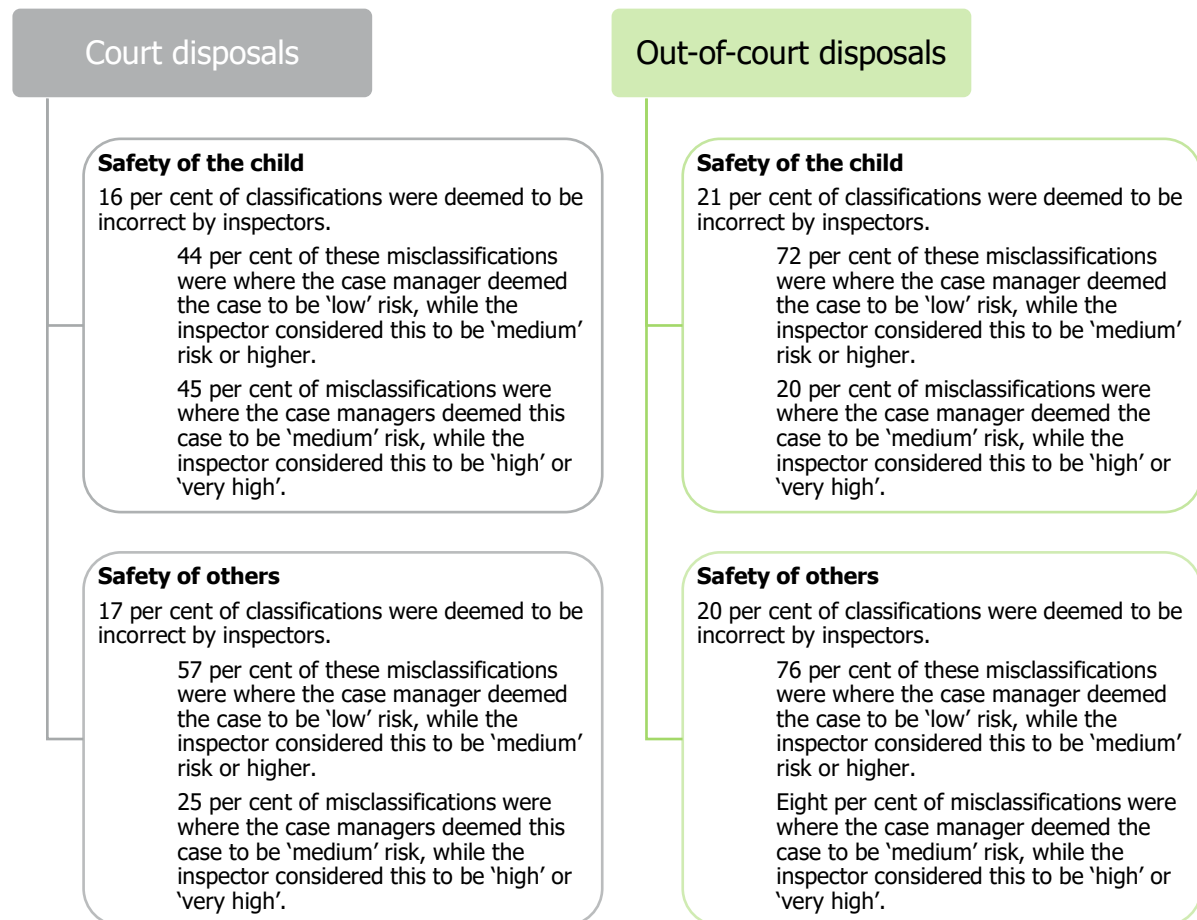 Court disposals
Safety of the child
16 per cent of classifications were deemed to be
incorrect by inspectors.
44 per cent of these misclassifications
were where the case manager deemed
the case to be ‘low’ risk, while the
inspector considered this to be ‘medium’
risk or higher.
45 per cent of misclassifications were
where the case managers deemed this
case to be ‘medium’ risk, while the
inspector considered this to be ‘high’ or
‘very high’.
Safety of others
17 per cent of classifications were deemed to be
incorrect by inspectors.
57 per cent of these misclassifications
were where the case manager deemed
the case to be ‘low’ risk, while the
inspector considered this to be ‘medium’
risk or higher.
25 per cent of misclassifications were
where the case managers deemed this
case to be ‘medium’ risk, while the
inspector considered this to be ‘high’ or
‘very high’.
Out-of-court disposals
Safety of the child
21 per cent of classifications were deemed to be
incorrect by inspectors.
72 per cent of these misclassifications
were where the case manager deemed
the case to be ‘low’ risk, while the
inspector considered this to be ‘medium’
risk or higher.
20 per cent of misclassifications were
where the case manager deemed the
case to be ‘medium’ risk, while the
inspector considered this to be ‘high’ or
‘very high’.
Safety of others
20 per cent of classifications were deemed to be
incorrect by inspectors.
76 per cent of these misclassifications
were where the case manager deemed
the case to be ‘low’ risk, while the
inspector considered this to be ‘medium’
risk or higher.
Eight per cent of misclassifications were
where the case manager deemed the
case to be ‘medium’ risk, while the
inspector considered this to be ‘high’ or
‘very high’.